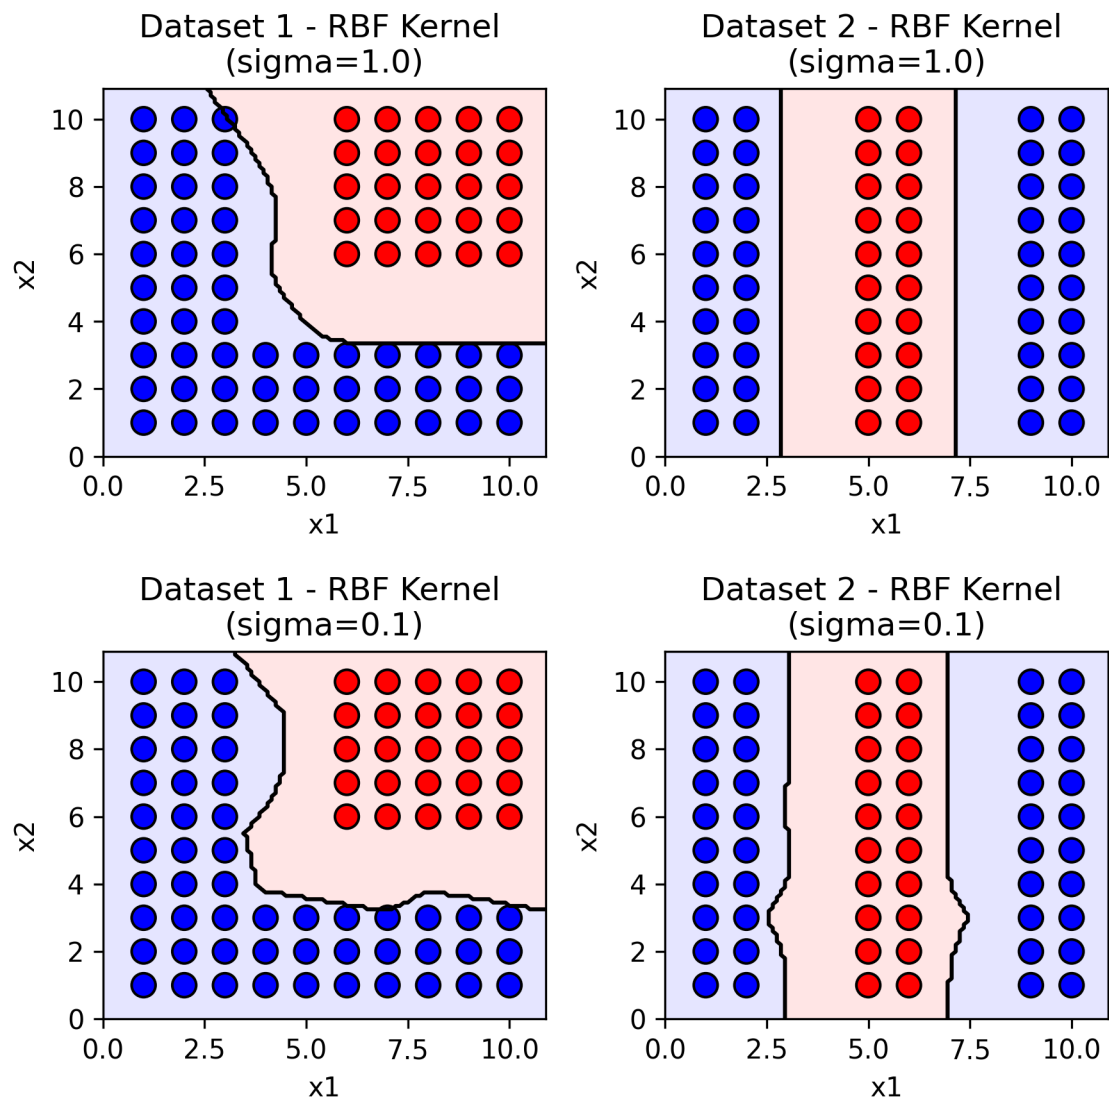 Dataset 1 - RBF Kernel
(sigma=1.0)
10
8
6
4
2
0
x2
0.0 2.5 5.0 7.5 10.0
x1
Dataset 2 - RBF Kernel
(sigma=1.0)
10
8
6
4
2
0
x2
0.0 2.5 5.0 7.5 10.0
x1
Dataset 1 - RBF Kernel
(sigma=0.1)
10
8
6
4
2
0
x2
0.0 2.5 5.0 7.5 10.0
x1
Dataset 2 - RBF Kernel
(sigma=0.1)
10
8
6
4
2
0
x2
0.0 2.5 5.0 7.5 10.0
x1